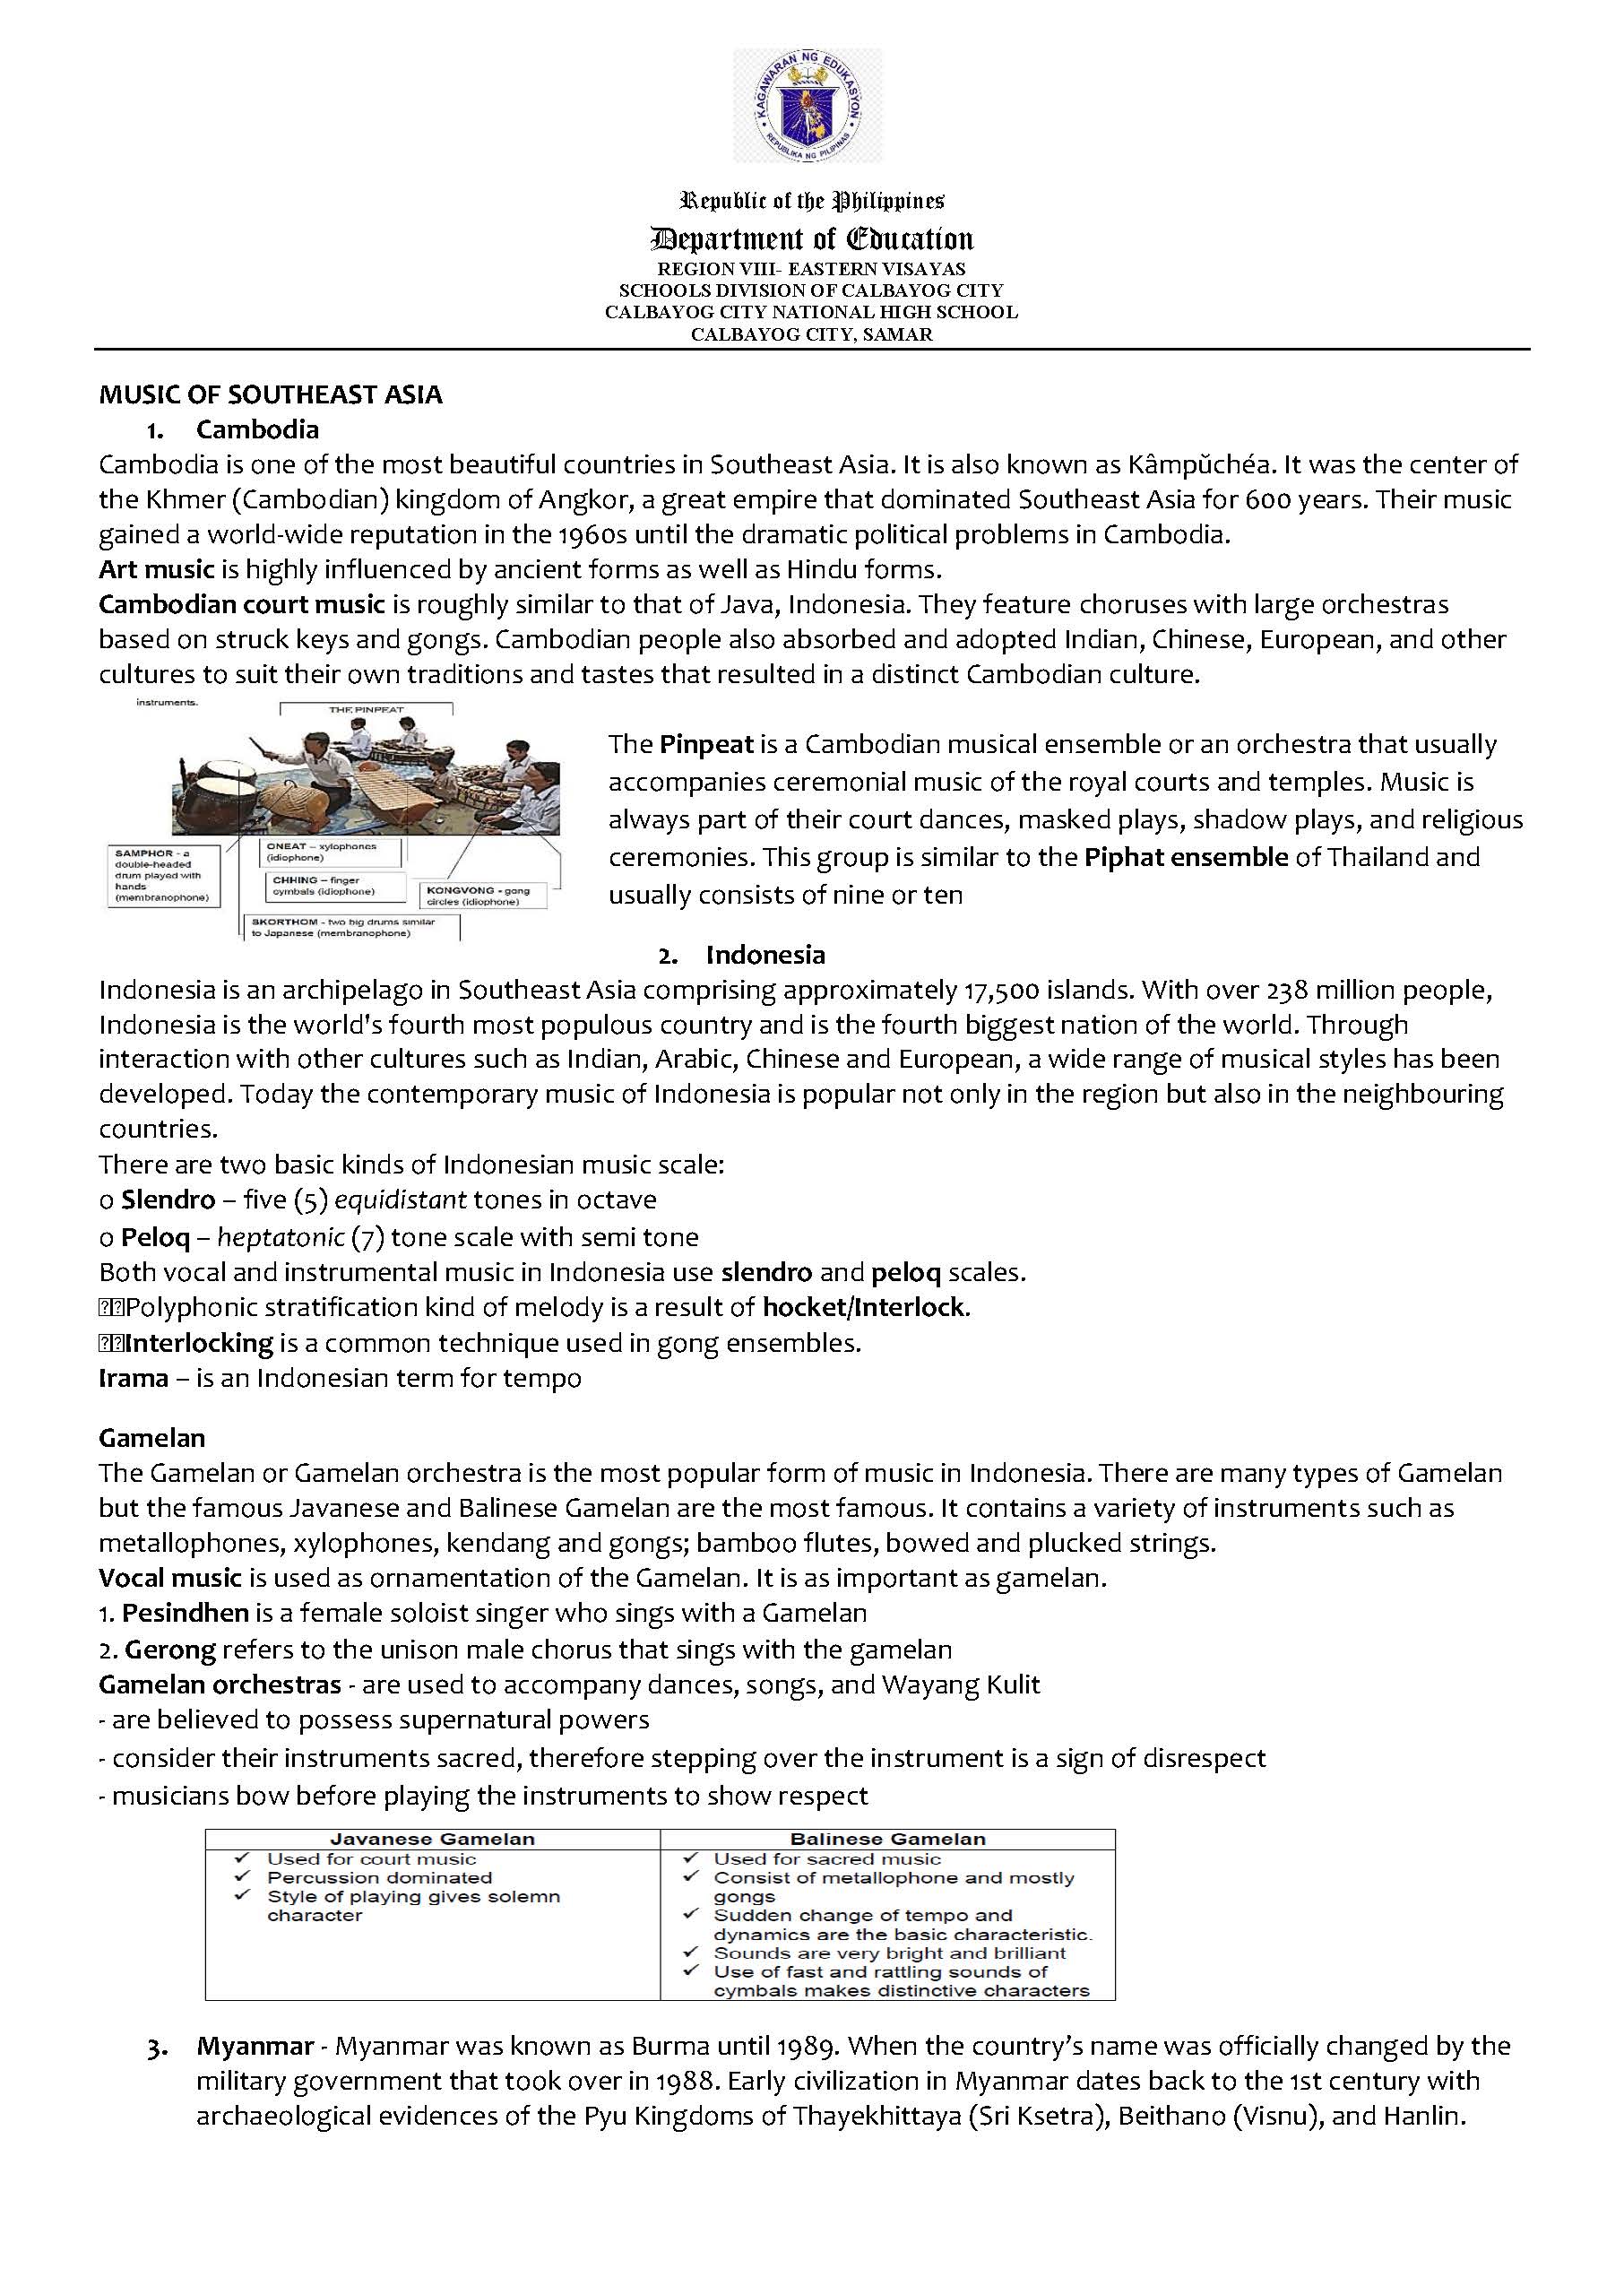 KAGAWARAN NG EDUKASYON
REPUBLIKA NG PILIPINAS
Republic of the Philippines
Department of Education
REGION VIII- EASTERN VISAYAS
SCHOOLS DIVISION OF CALBAYOG CITY
CALBAYOG CITY NATIONAL HIGH SCHOOL
CALBAYOG CITY, SAMAR
MUSIC OF SOUTHEAST ASIA
1. Cambodia
Cambodia is one of the most beautiful countries in Southeast Asia. It is also known as Kâmpŭchéa. It was the center of
the Khmer (Cambodian) kingdom of Angkor, a great empire that dominated Southeast Asia for 600 years. Their music
gained a world-wide reputation in the 1960s until the dramatic political problems in Cambodia.
Art music is highly influenced by ancient forms as well as Hindu forms.
Cambodian court music is roughly similar to that of Java, Indonesia. They feature choruses with large orchestras
based on struck keys and gongs. Cambodian people also absorbed and adopted Indian, Chinese, European, and other
cultures to suit their own traditions and tastes that resulted in a distinct Cambodian culture.
instruments.
THE PINPEAT
SAMPHOR - a
double-headed
drum played with
hands
(membranophone)
ONEAT – xylophones
(idiophone)
CHHING – finger
cymbals (idiophone)
KONGVONG - gong
circles (idiophone)
SKORTHOM - two big drums similar
to Japanese (membranophone)
The Pinpeat is a Cambodian musical ensemble or an orchestra that usually
accompanies ceremonial music of the royal courts and temples. Music is
always part of their court dances, masked plays, shadow plays, and religious
ceremonies. This group is similar to the Piphat ensemble of Thailand and
usually consists of nine or ten
2. Indonesia
Indonesia is an archipelago in Southeast Asia comprising approximately 17,500 islands. With over 238 million people,
Indonesia is the world's fourth most populous country and is the fourth biggest nation of the world. Through
interaction with other cultures such as Indian, Arabic, Chinese and European, a wide range of musical styles has been
developed. Today the contemporary music of Indonesia is popular not only in the region but also in the neighbouring
countries.
There are two basic kinds of Indonesian music scale:
o Slendro – five (5) equidistant tones in octave
o Peloq – heptatonic (7) tone scale with semi tone
Both vocal and instrumental music in Indonesia use slendro and peloq scales.
⍰⍰Polyphonic stratification kind of melody is a result of hocket/Interlock.
⍰⍰Interlocking is a common technique used in gong ensembles.
Irama – is an Indonesian term for tempo
Gamelan
The Gamelan or Gamelan orchestra is the most popular form of music in Indonesia. There are many types of Gamelan
but the famous Javanese and Balinese Gamelan are the most famous. It contains a variety of instruments such as
metallophones, xylophones, kendang and gongs; bamboo flutes, bowed and plucked strings.
Vocal music is used as ornamentation of the Gamelan. It is as important as gamelan.
1. Pesindhen is a female soloist singer who sings with a Gamelan
2. Gerong refers to the unison male chorus that sings with the gamelan
Gamelan orchestras - are used to accompany dances, songs, and Wayang Kulit
- are believed to possess supernatural powers
- consider their instruments sacred, therefore stepping over the instrument is a sign of disrespect
- musicians bow before playing the instruments to show respect
Javanese Gamelan
✓ Used for court music
✓ Percussion dominated
✓ Style of playing gives solemn
character
Balinese Gamelan
✓ Used for sacred music
✓ Consist of metallophone and mostly
gongs
✓ Sudden change of tempo and
dynamics are the basic characteristic.
✓ Sounds are very bright and brilliant
✓ Use of fast and rattling sounds of
cymbals makes distinctive characters
3. Myanmar - Myanmar was known as Burma until 1989. When the country’s name was officially changed by the
military government that took over in 1988. Early civilization in Myanmar dates back to the 1st century with
archaeological evidences of the Pyu Kingdoms of Thayekhittaya (Sri Ksetra), Beithano (Visnu), and Hanlin.